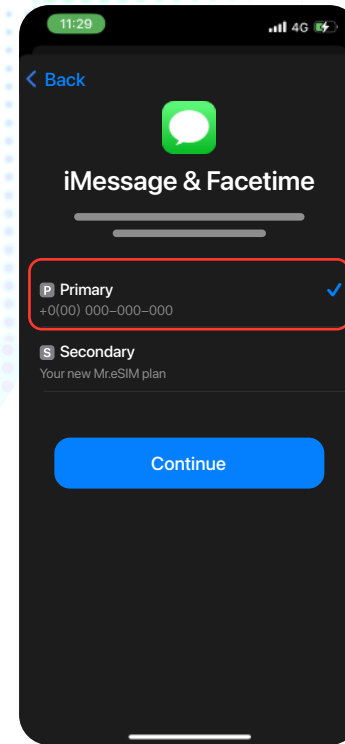 11:29
4G
Back
iMessage & Facetime
P Primary
+0(00) 000–000–000
S Secondary
Your new Mr.eSIM plan
Continue